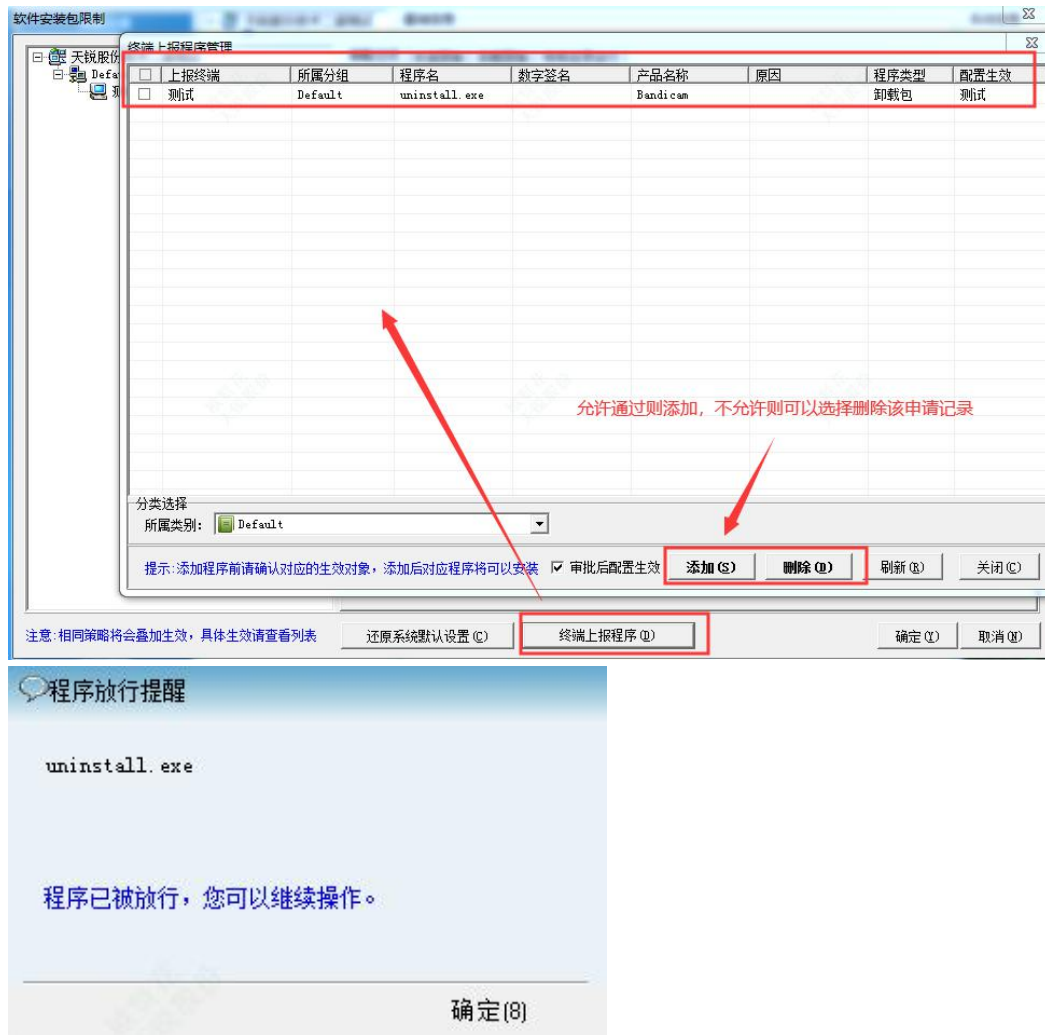 软件安装包限制
终端上报程序管理
天锐股份
Defa
测
上报终端 所属分组 程序名 数字签名 产品名称 原因 程序类型 配置生效
测试 Default uninstall.exe Bandicam 卸载包 测试
允许通过则添加，不允许则可以选择删除该申请记录
分类选择
所属类别： Default
提示:添加程序前请确认对应的生效对象，添加后对应程序将可以安装 审批后配置生效 添加(S) 删除(D) 刷新(R) 关闭(C)
注意:相同策略将会叠加生效，具体生效请查看列表 还原系统默认设置(C) 终端上报程序(D) 确定(Y) 取消(N)
程序放行提醒
uninstall.exe
程序已被放行，您可以继续操作。
确定(8)